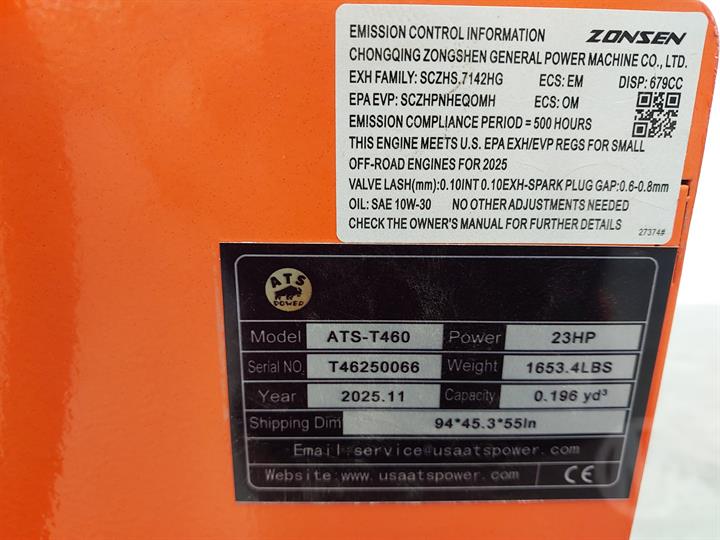 EMISSION CONTROL INFORMATION ZONSEN
CHONGQING ZONGSHEN GENERAL POWER MACHINE CO., LTD.
EXH FAMILY: SCZHS.7142HG ECS: EM DISP: 679CC
EPA EVP: SCZHPNHEQOMH ECS: OM
EMISSION COMPLIANCE PERIOD = 500 HOURS
THIS ENGINE MEETS U.S. EPA EXH/EVP REGS FOR SMALL
OFF-ROAD ENGINES FOR 2025
VALVE LASH(mm):0.10INT 0.10EXH-SPARK PLUG GAP:0.6-0.8mm
OIL: SAE 10W-30 NO OTHER ADJUSTMENTS NEEDED
CHECK THE OWNER'S MANUAL FOR FURTHER DETAILS
27374#
ATS
POWER
Model ATS-T460 Power 23HP
Serial NO. T46250066 Weight 1653.4LBS
Year 2025.11 Capacity 0.196 yd³
Shipping Dim 94*45.3*55In
Email:service@usaatspower.com
Website:www.usaatspower.com CE